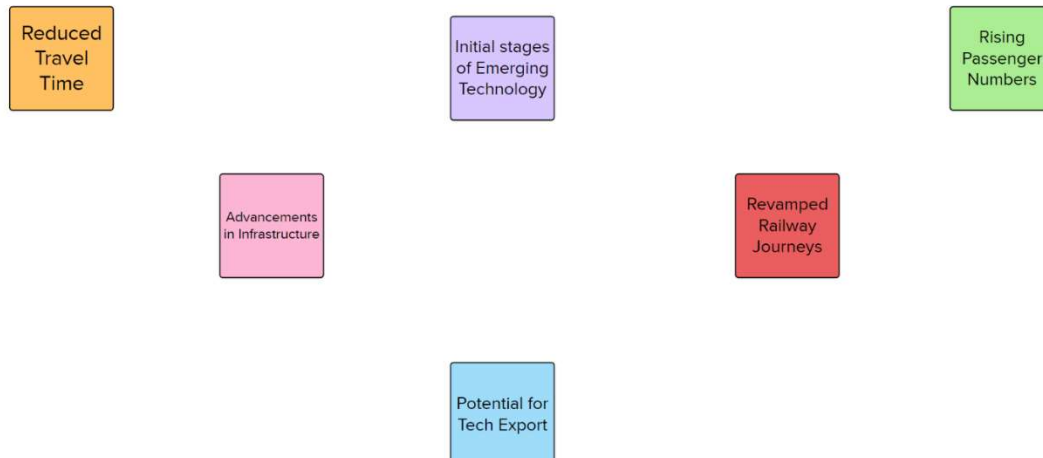 Reduced
Travel
Time
Initial stages
of Emerging
Technology
Rising
Passenger
Numbers
Advancements
in Infrastructure
Revamped
Railway
Journeys
Potential for
Tech Export